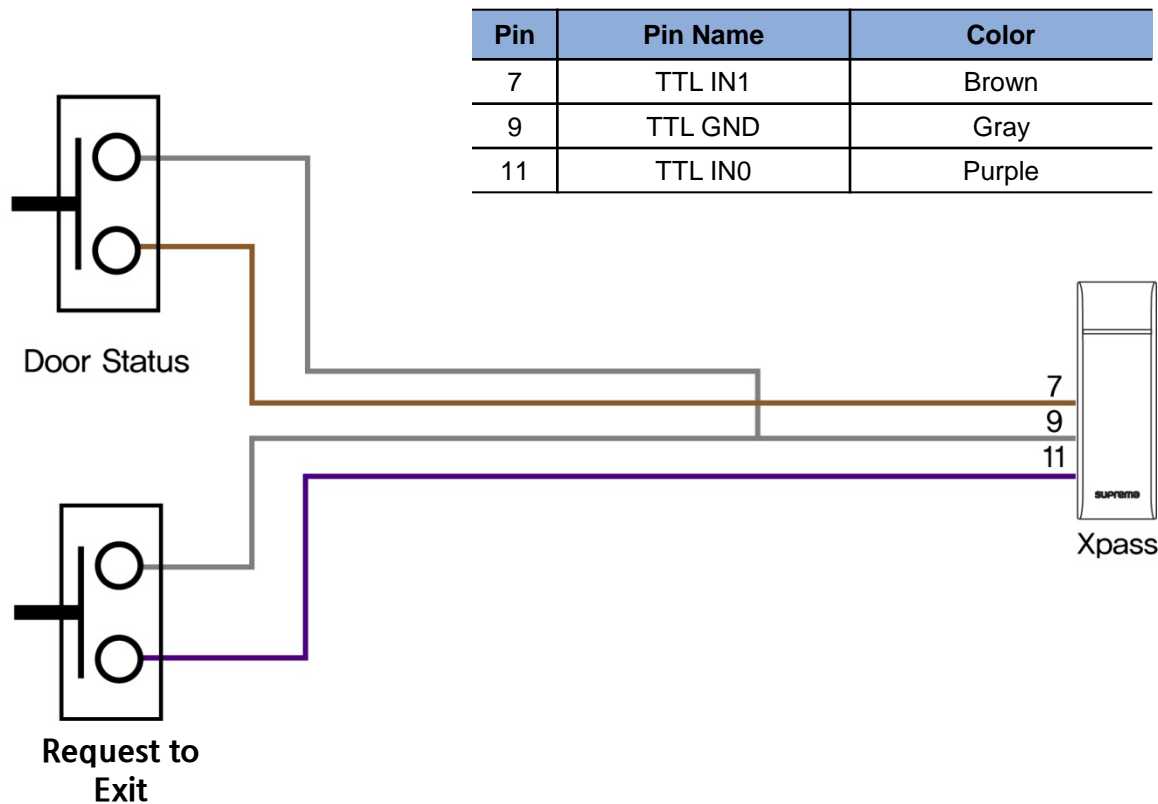 Pin Pin Name Color
7 TTL IN1 Brown
9 TTL GND Gray
11 TTL IN0 Purple
Door Status
7
9
11
suprema
Xpass
Request to
Exit